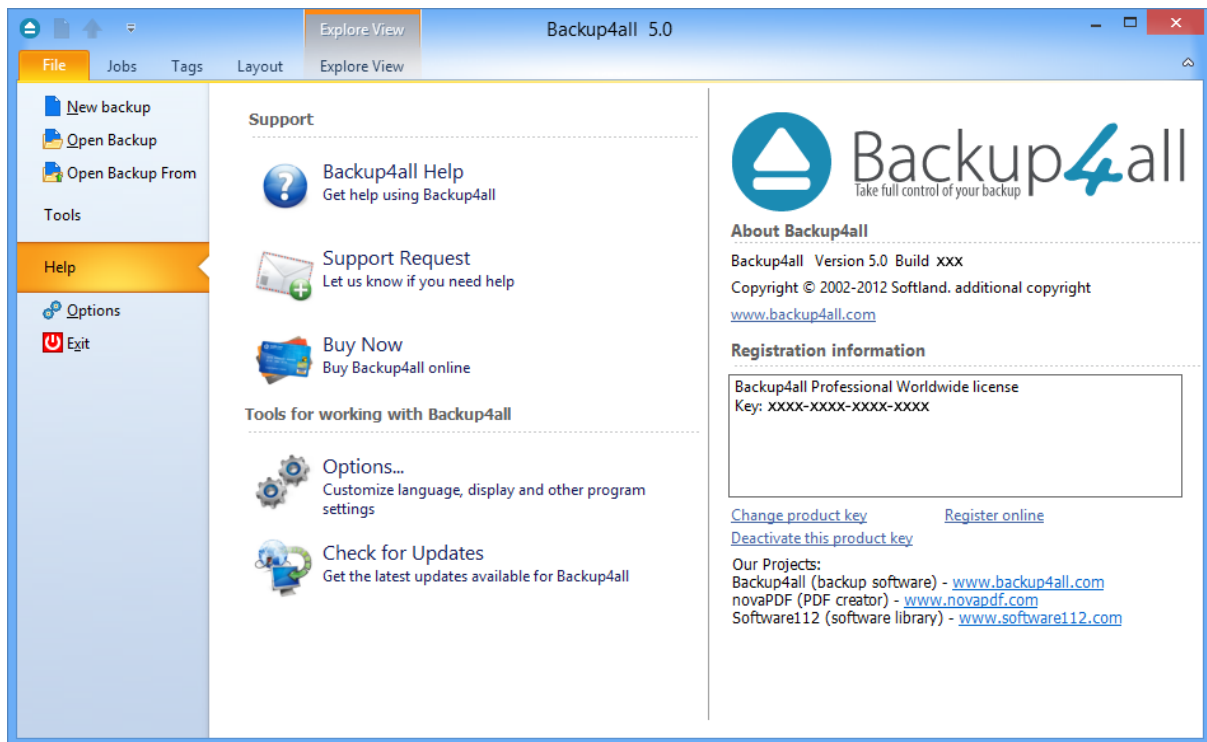 Explore View
Backup4all 5.0
File Jobs Tags Layout Explore View
New backup
Open Backup
Open Backup From
Tools
Help
Options
Exit
Support
Backup4all Help
Get help using Backup4all
Support Request
Let us know if you need help
Buy Now
Buy Backup4all online
Tools for working with Backup4all
Options...
Customize language, display and other program
settings
Check for Updates
Get the latest updates available for Backup4all
Backup4all
Take full control of your backup
About Backup4all
Backup4all Version 5.0 Build xxx
Copyright © 2002-2012 Softland. additional copyright
www.backup4all.com
Registration information
Backup4all Professional Worldwide license
Key: xxxx-xxxx-xxxx-xxxx
Change product key Register online
Deactivate this product key
Our Projects:
Backup4all (backup software) - www.backup4all.com
novaPDF (PDF creator) - www.novapdf.com
Software112 (software library) - www.software112.com